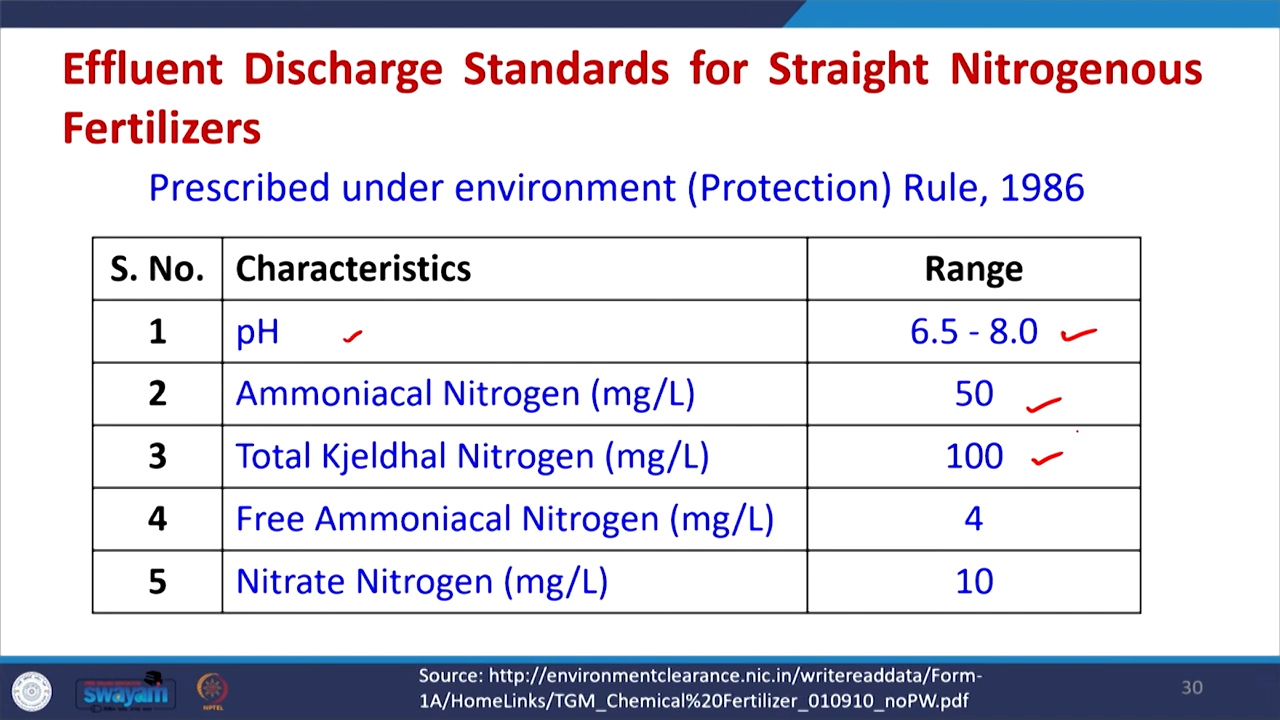 Effluent Discharge Standards for Straight Nitrogenous
Fertilizers
Prescribed under environment (Protection) Rule, 1986
S. No. Characteristics Range
1 pH 6.5 - 8.0
2 Ammoniacal Nitrogen (mg/L) 50
3 Total Kjeldhal Nitrogen (mg/L) 100
4 Free Ammoniacal Nitrogen (mg/L) 4
5 Nitrate Nitrogen (mg/L) 10
Source: http://environmentclearance.nic.in/writereaddata/Form-
1A/HomeLinks/TGM_Chemical%20Fertilizer_010910_noPW.pdf
swayam
NPTEL
30